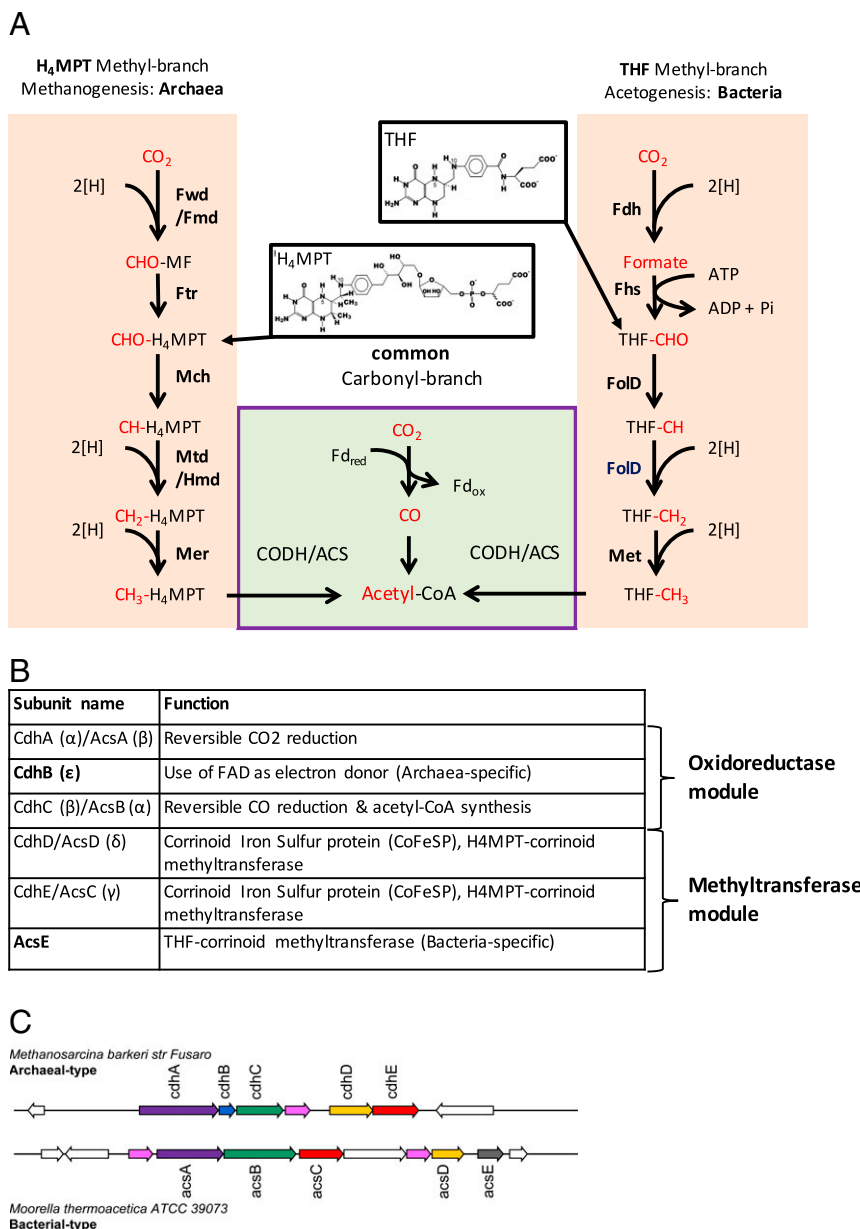 A
H₄MPT Methyl-branch
Methanogenesis: Archaea
CO₂
2[H]
Fwd
/Fmd
CHO-MF
Ftr
CHO-H₄MPT
Mch
CH-H₄MPT
2[H]
Mtd
/Hmd
CH₂-H₄MPT
2[H]
Mer
CH₃-H₄MPT
THF
H₄MPT
common
Carbonyl-branch
CO₂
Fdred
Fdox
CO
CODH/ACS
CODH/ACS
Acetyl-CoA
THF Methyl-branch
Acetogenesis: Bacteria
CO₂
2[H]
Fdh
Formate
ATP
Fhs
ADP + Pi
THF-CHO
FolD
THF-CH
2[H]
FolD
THF-CH₂
2[H]
Met
THF-CH₃
B
Subunit name Function
CdhA (α)/AcsA (β) Reversible CO2 reduction
CdhB (ε) Use of FAD as electron donor (Archaea-specific)
CdhC (β)/AcsB (α) Reversible CO reduction & acetyl-CoA synthesis
CdhD/AcsD (δ) Corrinoid Iron Sulfur protein (CoFeSP), H4MPT-corrinoid
methyltransferase
CdhE/AcsC (γ) Corrinoid Iron Sulfur protein (CoFeSP), H4MPT-corrinoid
methyltransferase
AcsE THF-corrinoid methyltransferase (Bacteria-specific)
Oxidoreductase
module
Methyltransferase
module
C
Methanosarcina barkeri str Fusaro
Archaeal-type
cdhA cdhB cdhC cdhD cdhE
acsA acsB acsC acsD acsE
Moorella thermoacetica ATCC 39073
Bacterial-type